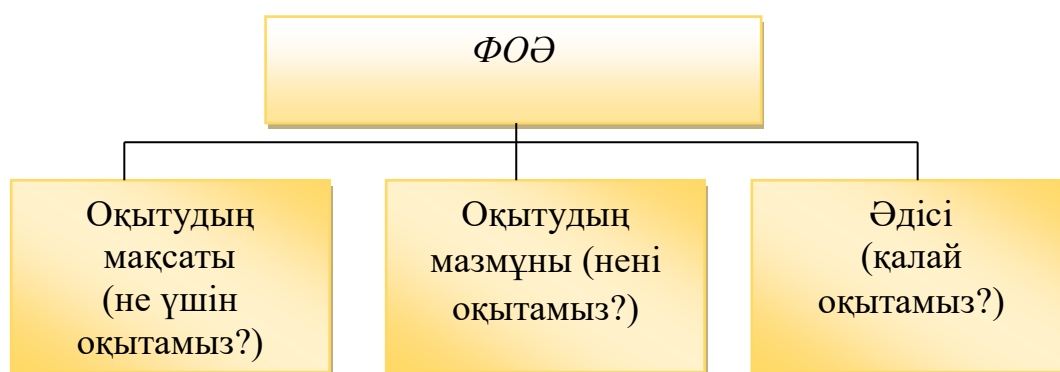 ФОӘ
Оқытудың
мақсаты
(не үшін
оқытамыз?)
Оқытудың
мазмұны (нені
оқытамыз?)
Әдісі
(қалай
оқытамыз?)